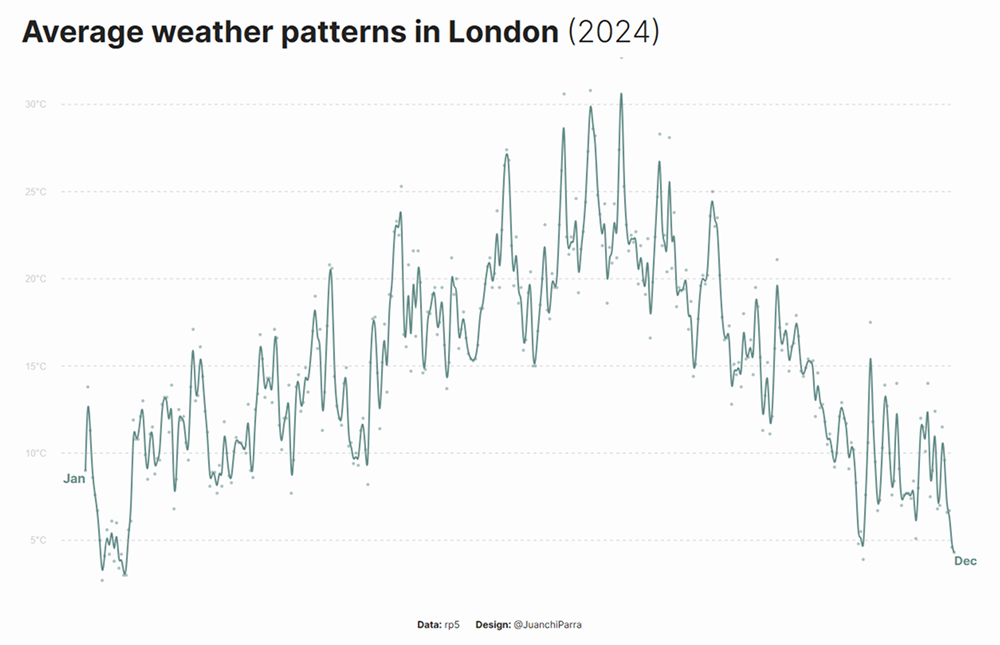 Average weather patterns in London (2024)
30°C
25°C
20°C
15°C
10°C
Jan
5°C
Dec
Data: rp5 Design: @JuanchiParra